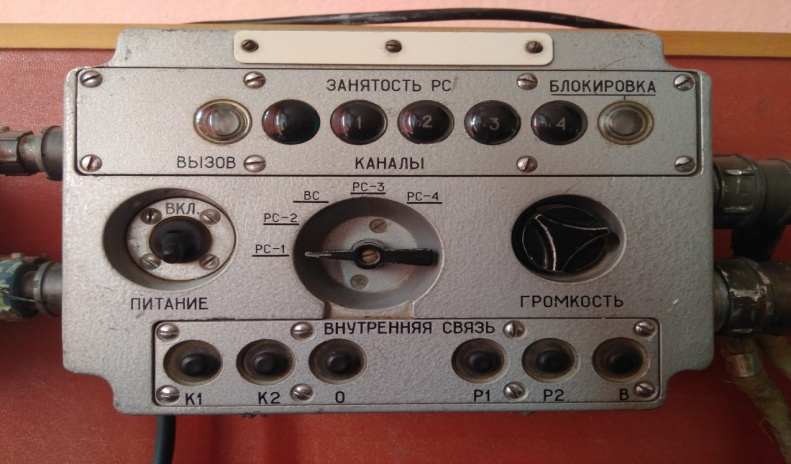 ЗАНЯТОСТЬ РС
БЛОКИРОВКА
1 2 3 4
ВЫЗОВ КАНАЛЫ
ВКЛ.
РС-1
РС-2
ВС
РС-3
РС-4
ПИТАНИЕ
ГРОМКОСТЬ
ВНУТРЕННЯЯ СВЯЗЬ
К1 К2 О Р1 Р2 В